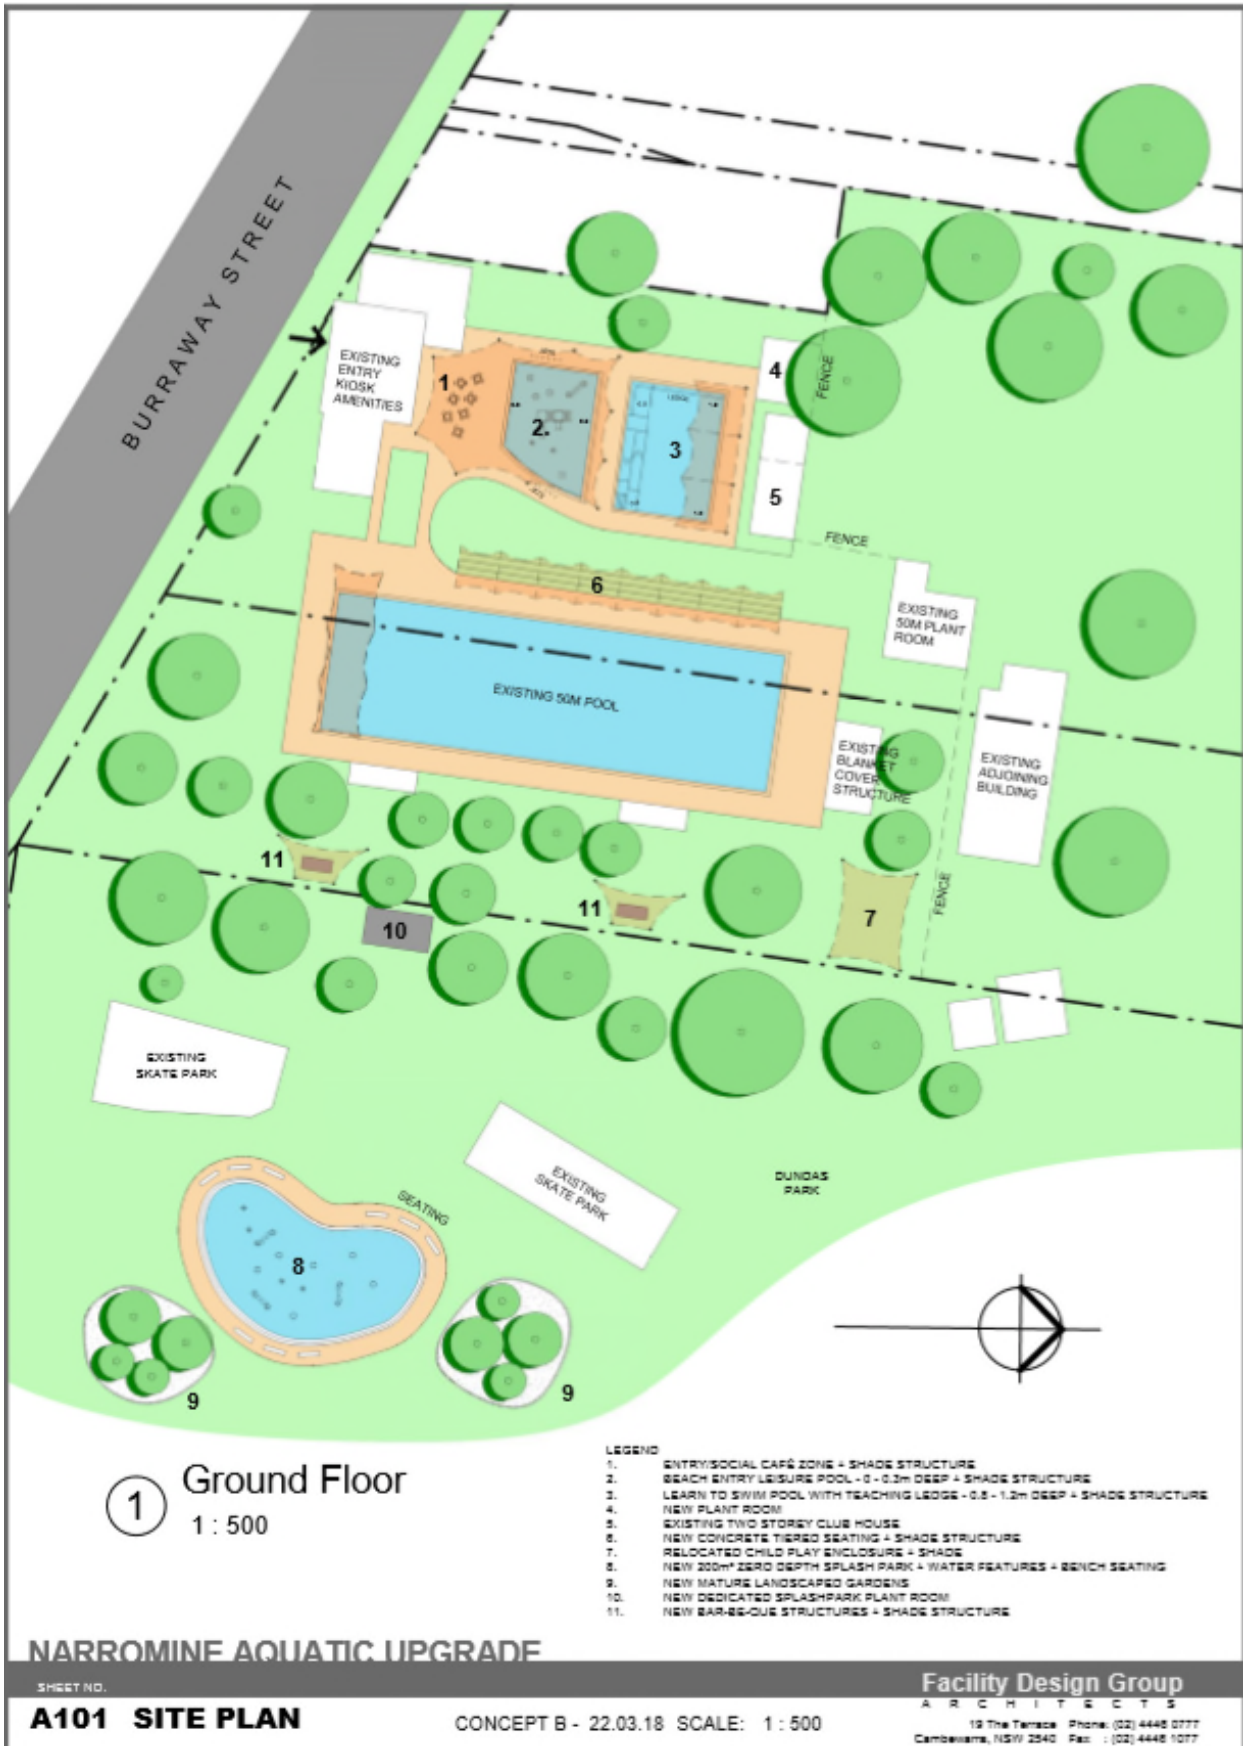 BURRAWAY STREET
EXISTING
ENTRY
KIOSK
AMENITIES
1
2.
3
LEDGE
4
5
FENCE
FENCE
6
EXISTING
50M PLANT
ROOM
EXISTING 50M POOL
EXISTING
BLANKET
COVER
STRUCTURE
EXISTING
ADJOINING
BUILDING
FENCE
11
11
7
10
EXISTING
SKATE PARK
EXISTING
SKATE PARK
DUNDAS
PARK
SEATING
8
9
9
1
Ground Floor
1 : 500
LEGEND
1. ENTRY/SOCIAL CAFÉ ZONE + SHADE STRUCTURE
2. BEACH ENTRY LEISURE POOL - 0 - 0.3m DEEP + SHADE STRUCTURE
3. LEARN TO SWIM POOL WITH TEACHING LEDGE - 0.8 - 1.2m DEEP + SHADE STRUCTURE
4. NEW PLANT ROOM
5. EXISTING TWO STOREY CLUB HOUSE
6. NEW CONCRETE TIERED SEATING + SHADE STRUCTURE
7. RELOCATED CHILD PLAY ENCLOSURE + SHADE
8. NEW 200m² ZERO DEPTH SPLASH PARK + WATER FEATURES + BENCH SEATING
9. NEW MATURE LANDSCAPED GARDENS
10. NEW DEDICATED SPLASHPARK PLANT ROOM
11. NEW BAR-BE-QUE STRUCTURES + SHADE STRUCTURE
NARROMINE AQUATIC UPGRADE
SHEET NO.
A101 SITE PLAN
CONCEPT B - 22.03.18 SCALE: 1 : 500
Facility Design Group
ARCHITECTS
19 The Terrace Phone: (02) 4446 0777
Cambewarra, NSW 2540 Fax : (02) 4446 1077